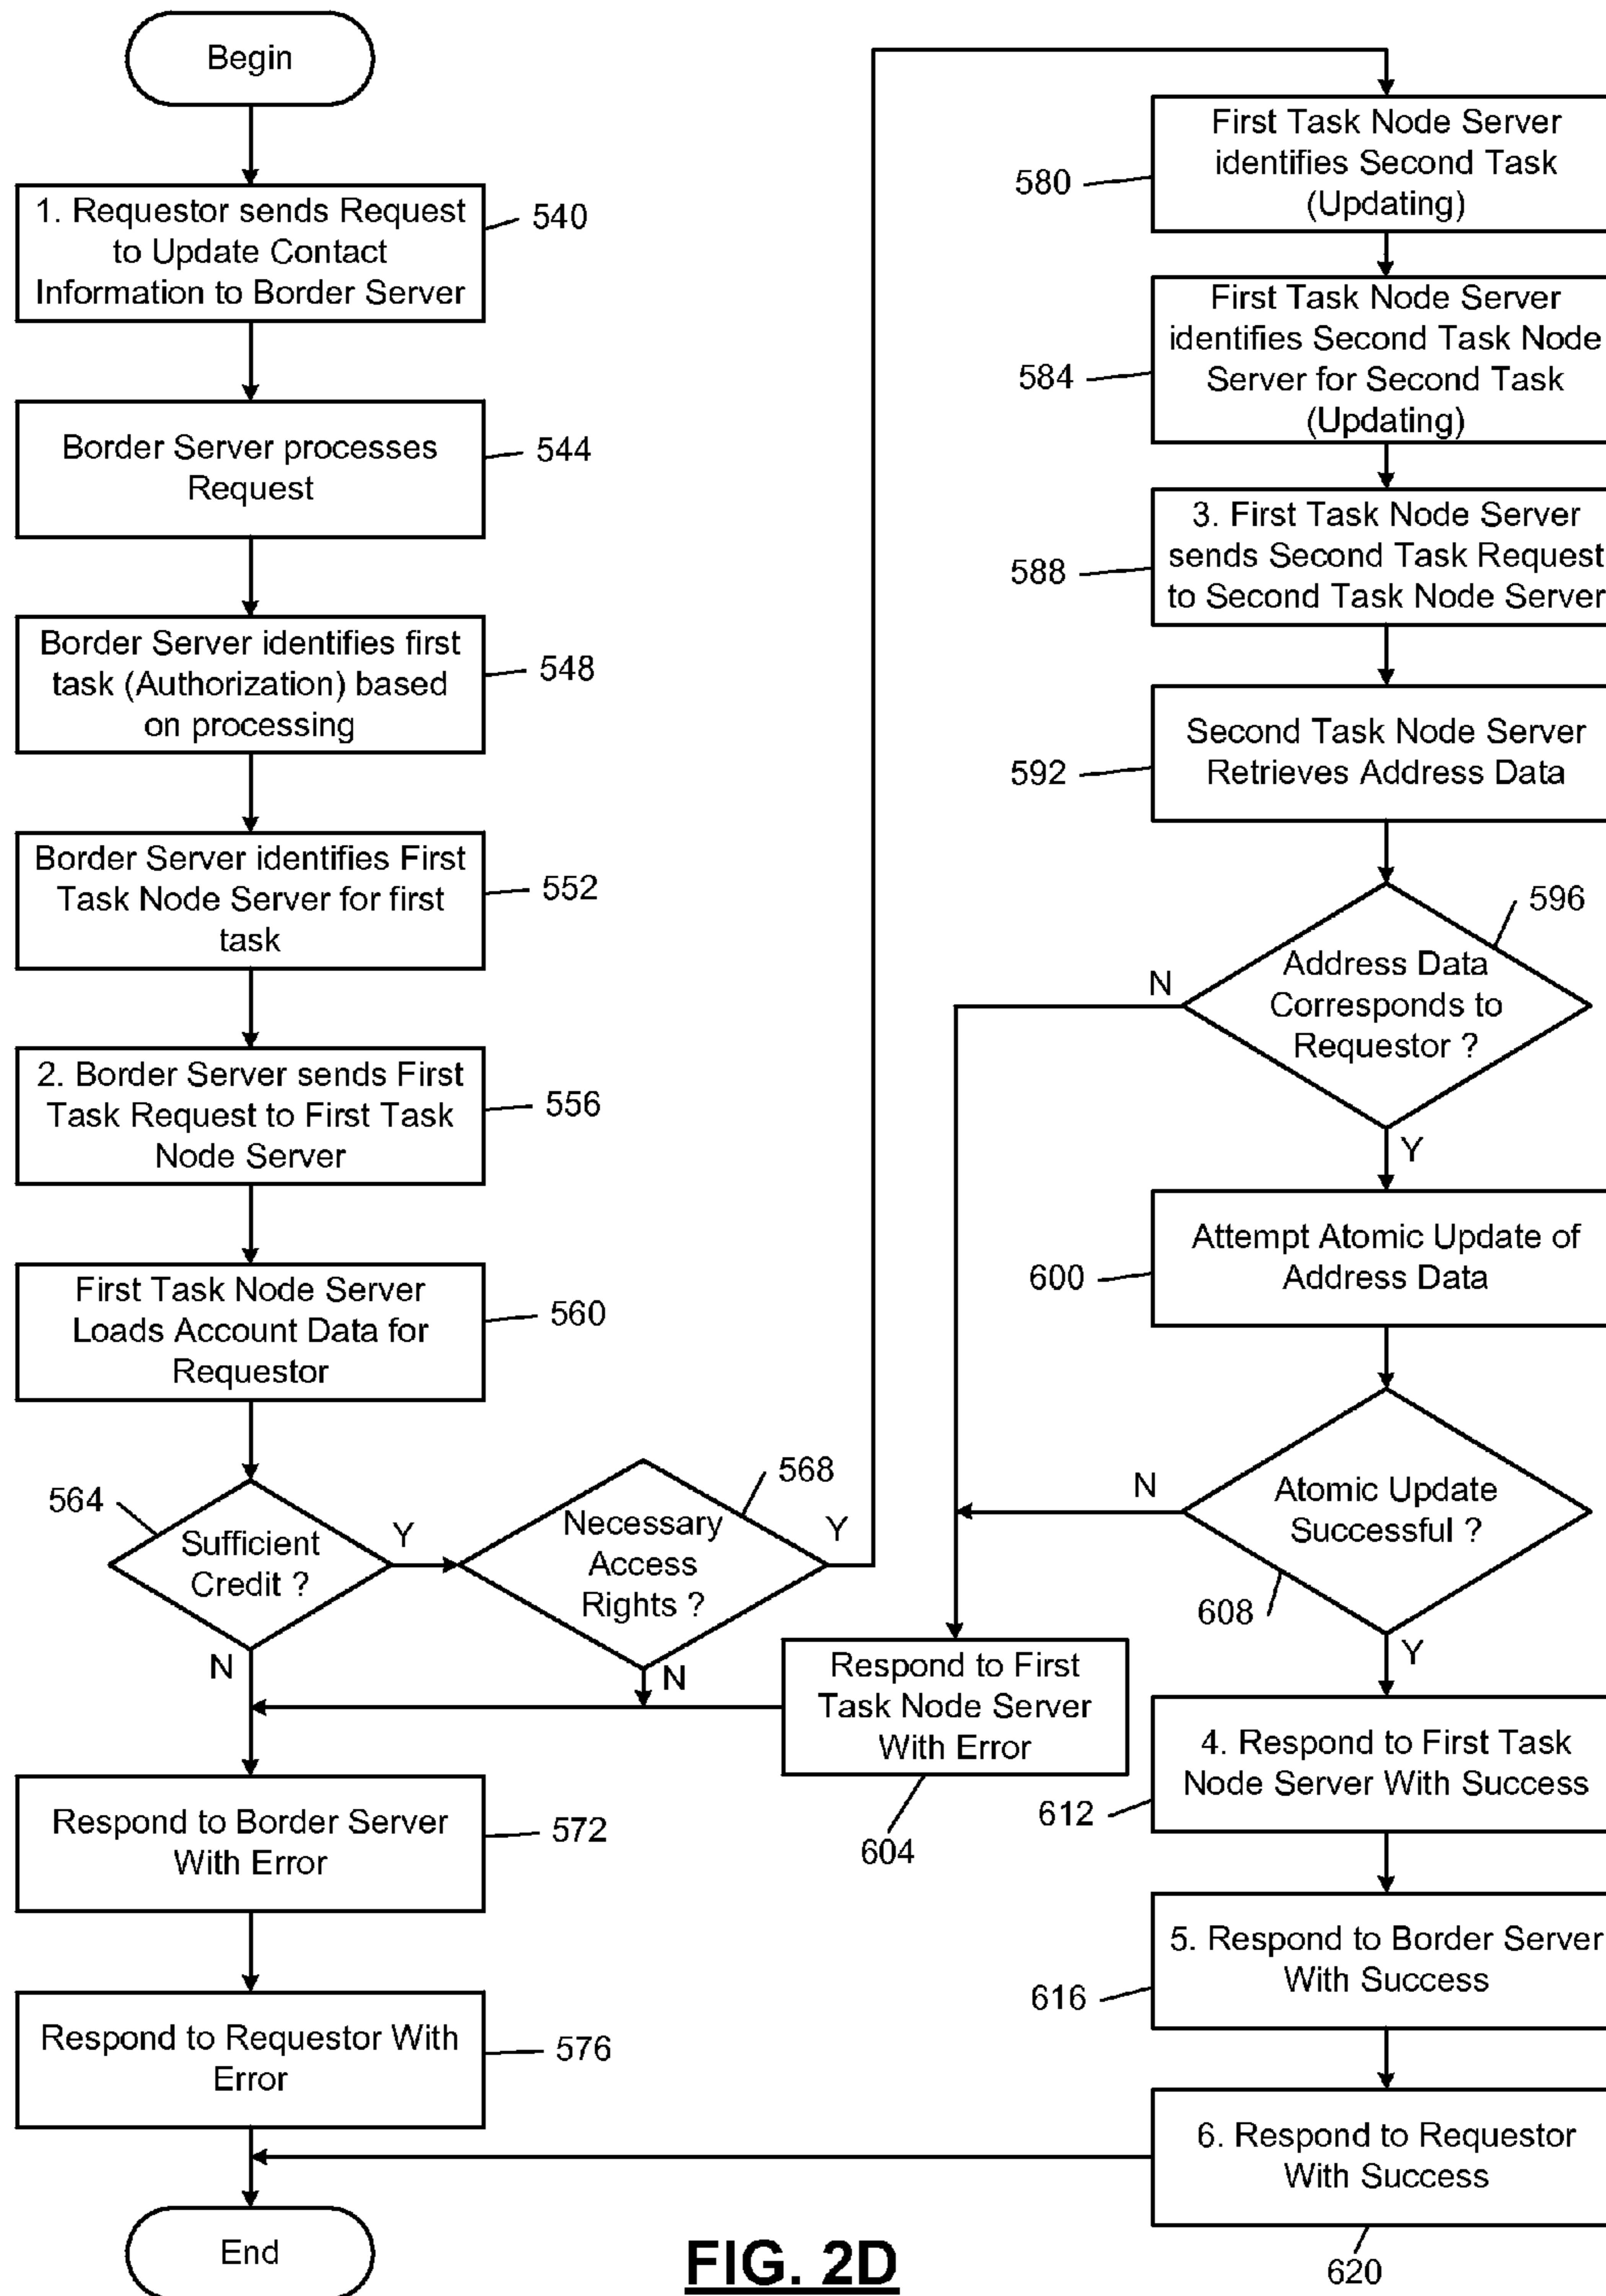 Begin
1. Requestor sends Request
to Update Contact
Information to Border Server
540
Border Server processes
Request
544
Border Server identifies first
task (Authorization) based
on processing
548
Border Server identifies First
Task Node Server for first
task
552
2. Border Server sends First
Task Request to First Task
Node Server
556
First Task Node Server
Loads Account Data for
Requestor
560
564
Sufficient
Credit ?
Y
N
568
Necessary
Access
Rights ?
Y
N
Respond to Border Server
With Error
572
Respond to Requestor With
Error
576
End
First Task Node Server
identifies Second Task
(Updating)
580
First Task Node Server
identifies Second Task Node
Server for Second Task
(Updating)
584
3. First Task Node Server
sends Second Task Request
to Second Task Node Server
588
Second Task Node Server
Retrieves Address Data
592
596
Address Data
Corresponds to
Requestor ?
N
Y
Attempt Atomic Update of
Address Data
600
Atomic Update
Successful ?
N
608
Y
Respond to First
Task Node Server
With Error
604
4. Respond to First Task
Node Server With Success
612
5. Respond to Border Server
With Success
616
6. Respond to Requestor
With Success
620
FIG. 2D